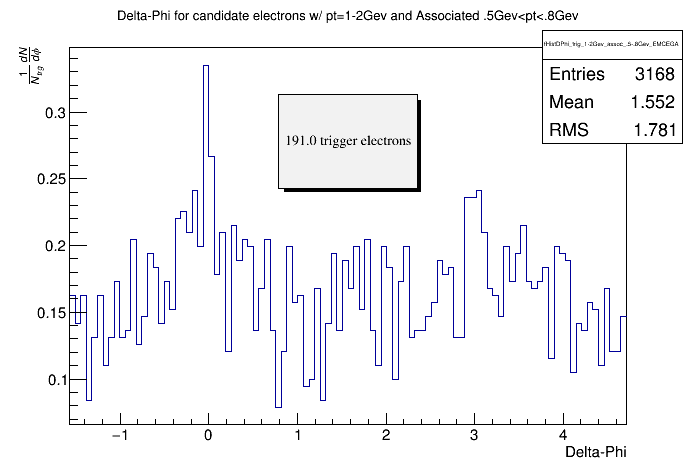 Delta-Phi for candidate electrons w/ pt=1-2Gev and Associated .5Gev<pt<.8Gev
1 dN
N_trg dϕ
fHistDPhi_trig_1-2Gev_assoc_.5-.8Gev_EMCEGA
Entries 3168
Mean 1.552
RMS 1.781
191.0 trigger electrons
0.3
0.25
0.2
0.15
0.1
−1 0 1 2 3 4
Delta-Phi